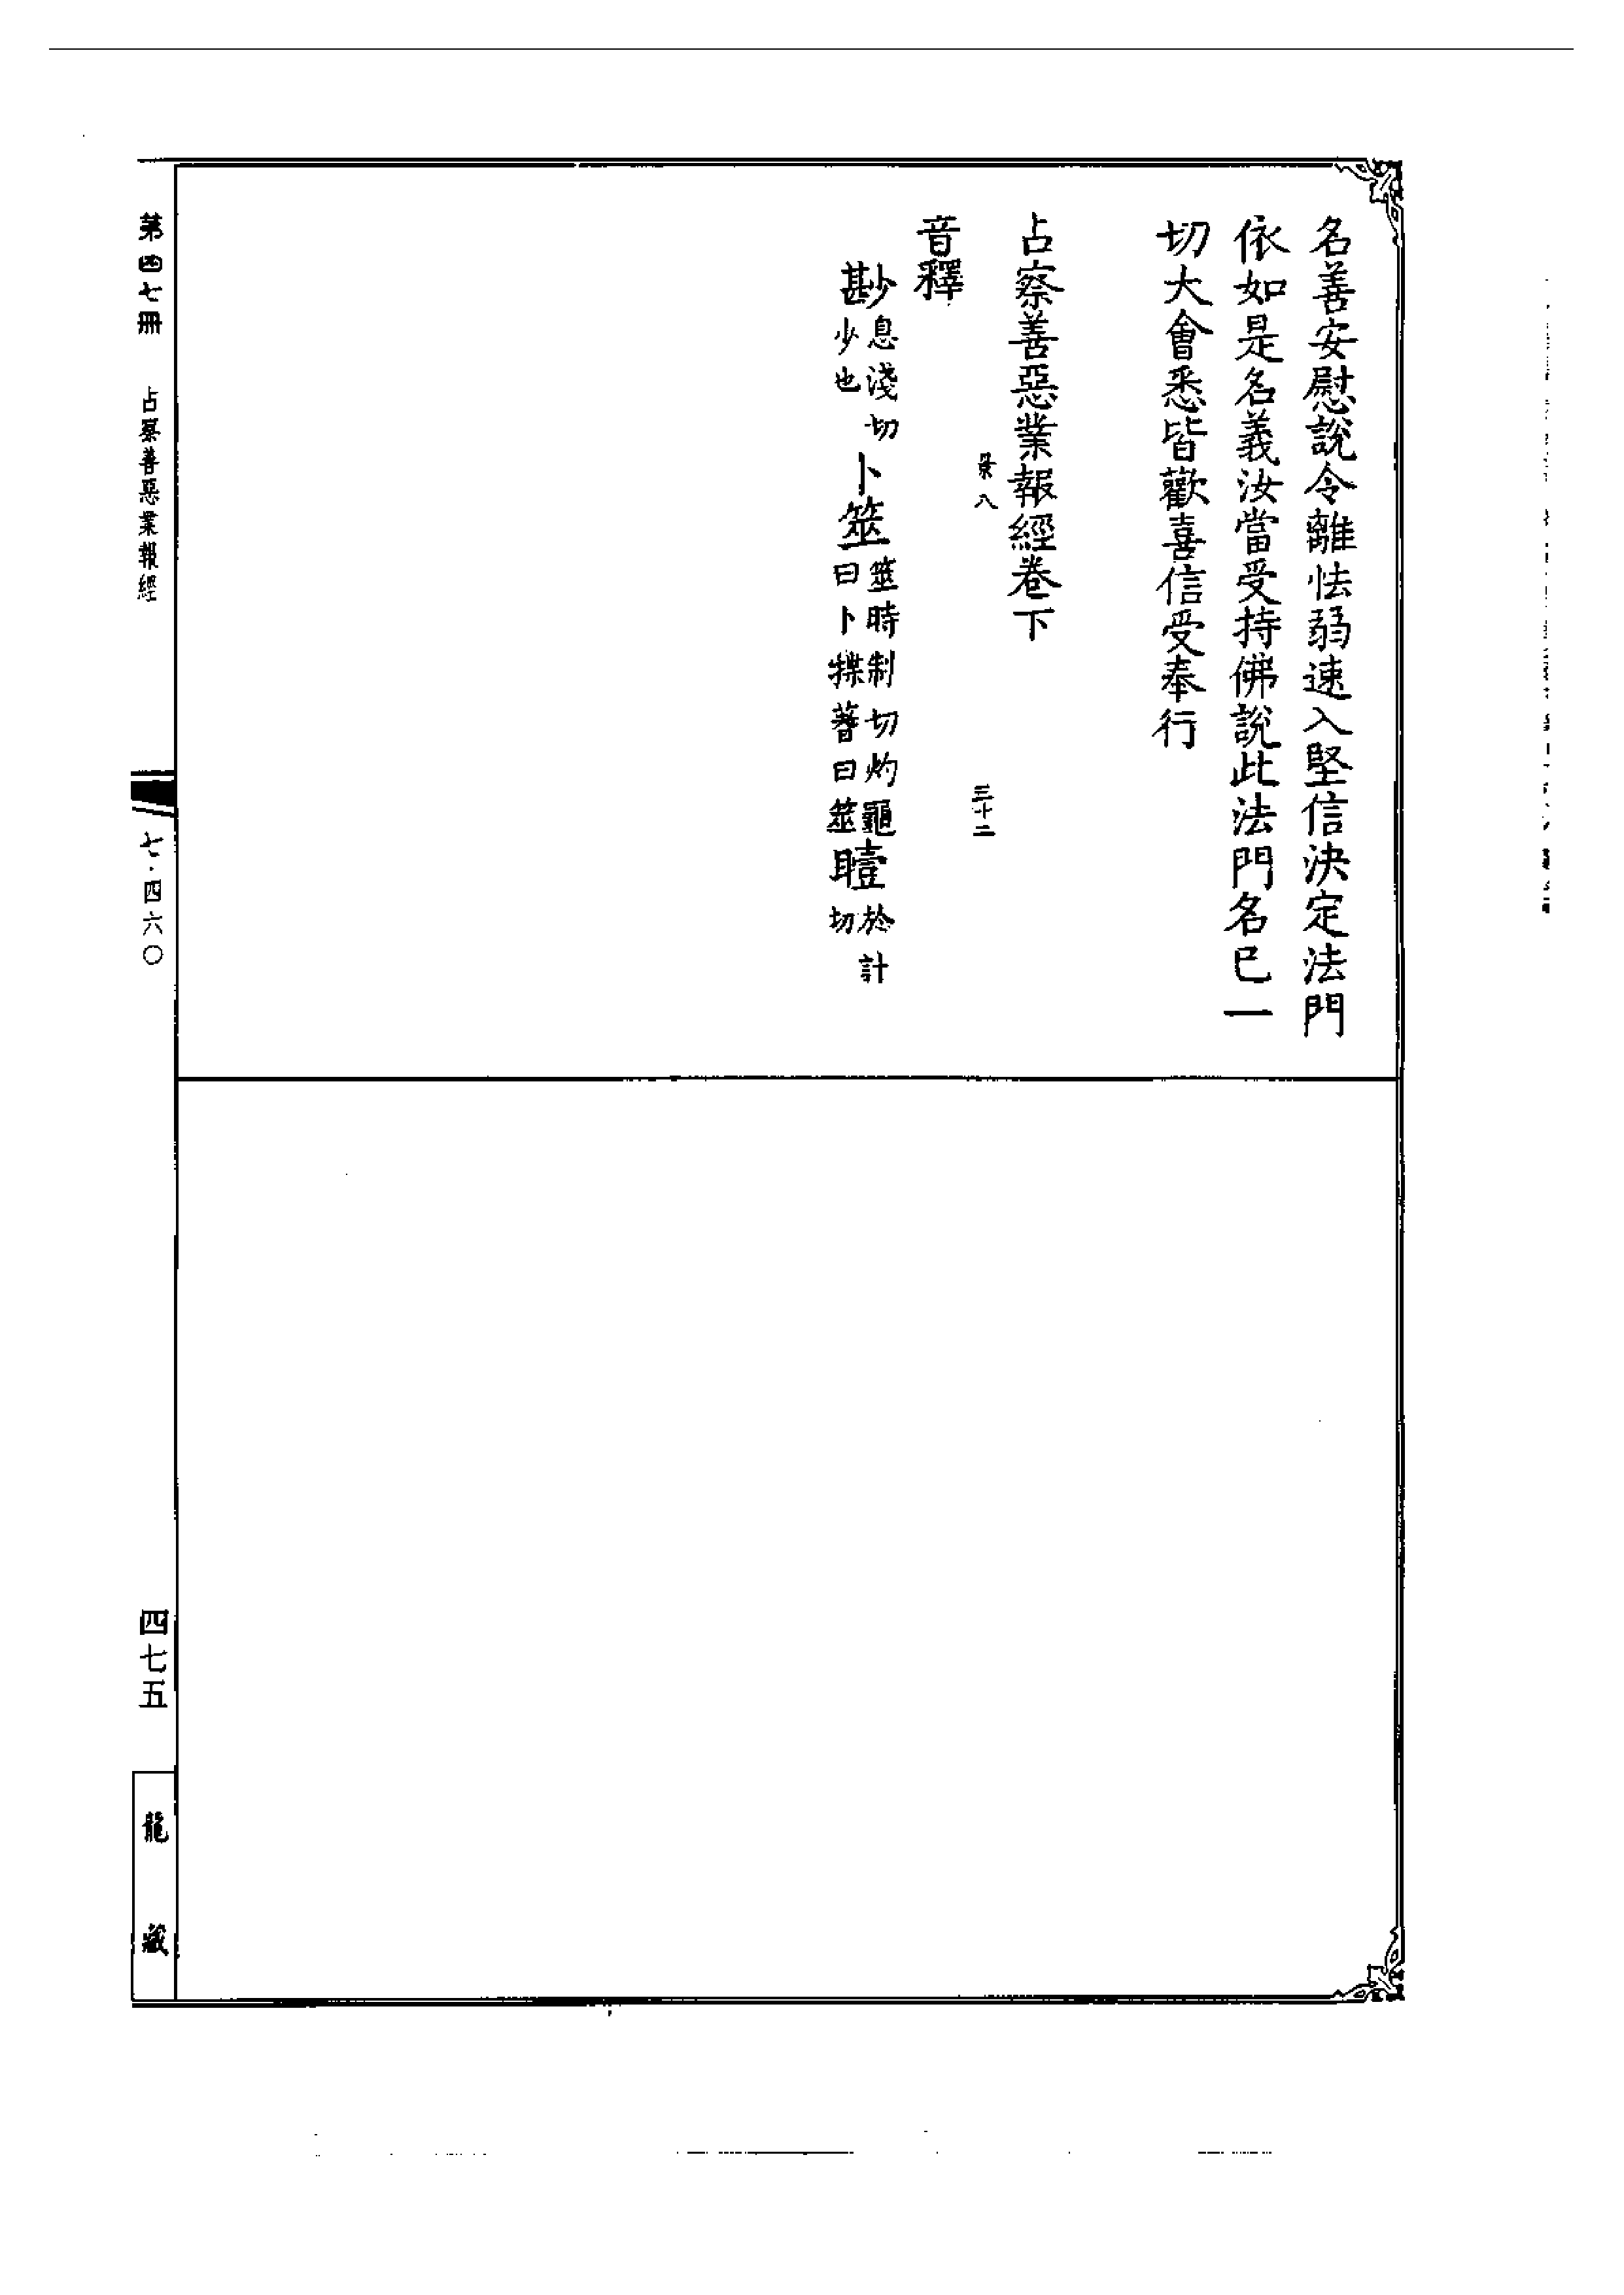 名善安慰說令離怯弱速入堅信決定法門
依如是名義汝當受持佛說此法門名已一
切大會悉皆歡喜信受奉行
占察善惡業報經卷下
八
三十二
音釋
尠息淺切少也卜筮筮時制切灼龜曰卜揲蓍曰筮曀於計切
第四七冊
占察善惡業報經
七·四六〇
四七五
龍藏